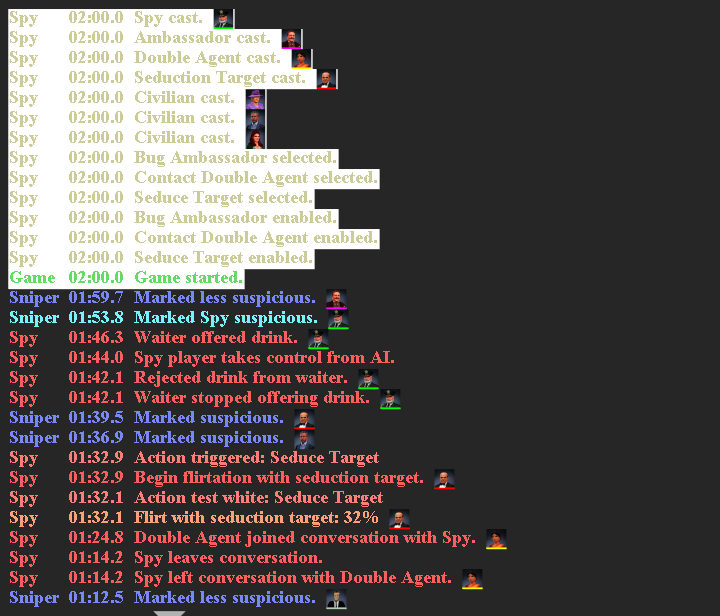 Spy 02:00.0 Spy cast.
Spy 02:00.0 Ambassador cast.
Spy 02:00.0 Double Agent cast.
Spy 02:00.0 Seduction Target cast.
Spy 02:00.0 Civilian cast.
Spy 02:00.0 Civilian cast.
Spy 02:00.0 Civilian cast.
Spy 02:00.0 Bug Ambassador selected.
Spy 02:00.0 Contact Double Agent selected.
Spy 02:00.0 Seduce Target selected.
Spy 02:00.0 Bug Ambassador enabled.
Spy 02:00.0 Contact Double Agent enabled.
Spy 02:00.0 Seduce Target enabled.
Game 02:00.0 Game started.
Sniper 01:59.7 Marked less suspicious.
Sniper 01:53.8 Marked Spy suspicious.
Spy 01:46.3 Waiter offered drink.
Spy 01:44.0 Spy player takes control from AI.
Spy 01:42.1 Rejected drink from waiter.
Spy 01:42.1 Waiter stopped offering drink.
Sniper 01:39.5 Marked suspicious.
Sniper 01:36.9 Marked suspicious.
Spy 01:32.9 Action triggered: Seduce Target
Spy 01:32.9 Begin flirtation with seduction target.
Spy 01:32.1 Action test white: Seduce Target
Spy 01:32.1 Flirt with seduction target: 32%
Spy 01:24.8 Double Agent joined conversation with Spy.
Spy 01:14.2 Spy leaves conversation.
Spy 01:14.2 Spy left conversation with Double Agent.
Sniper 01:12.5 Marked less suspicious.